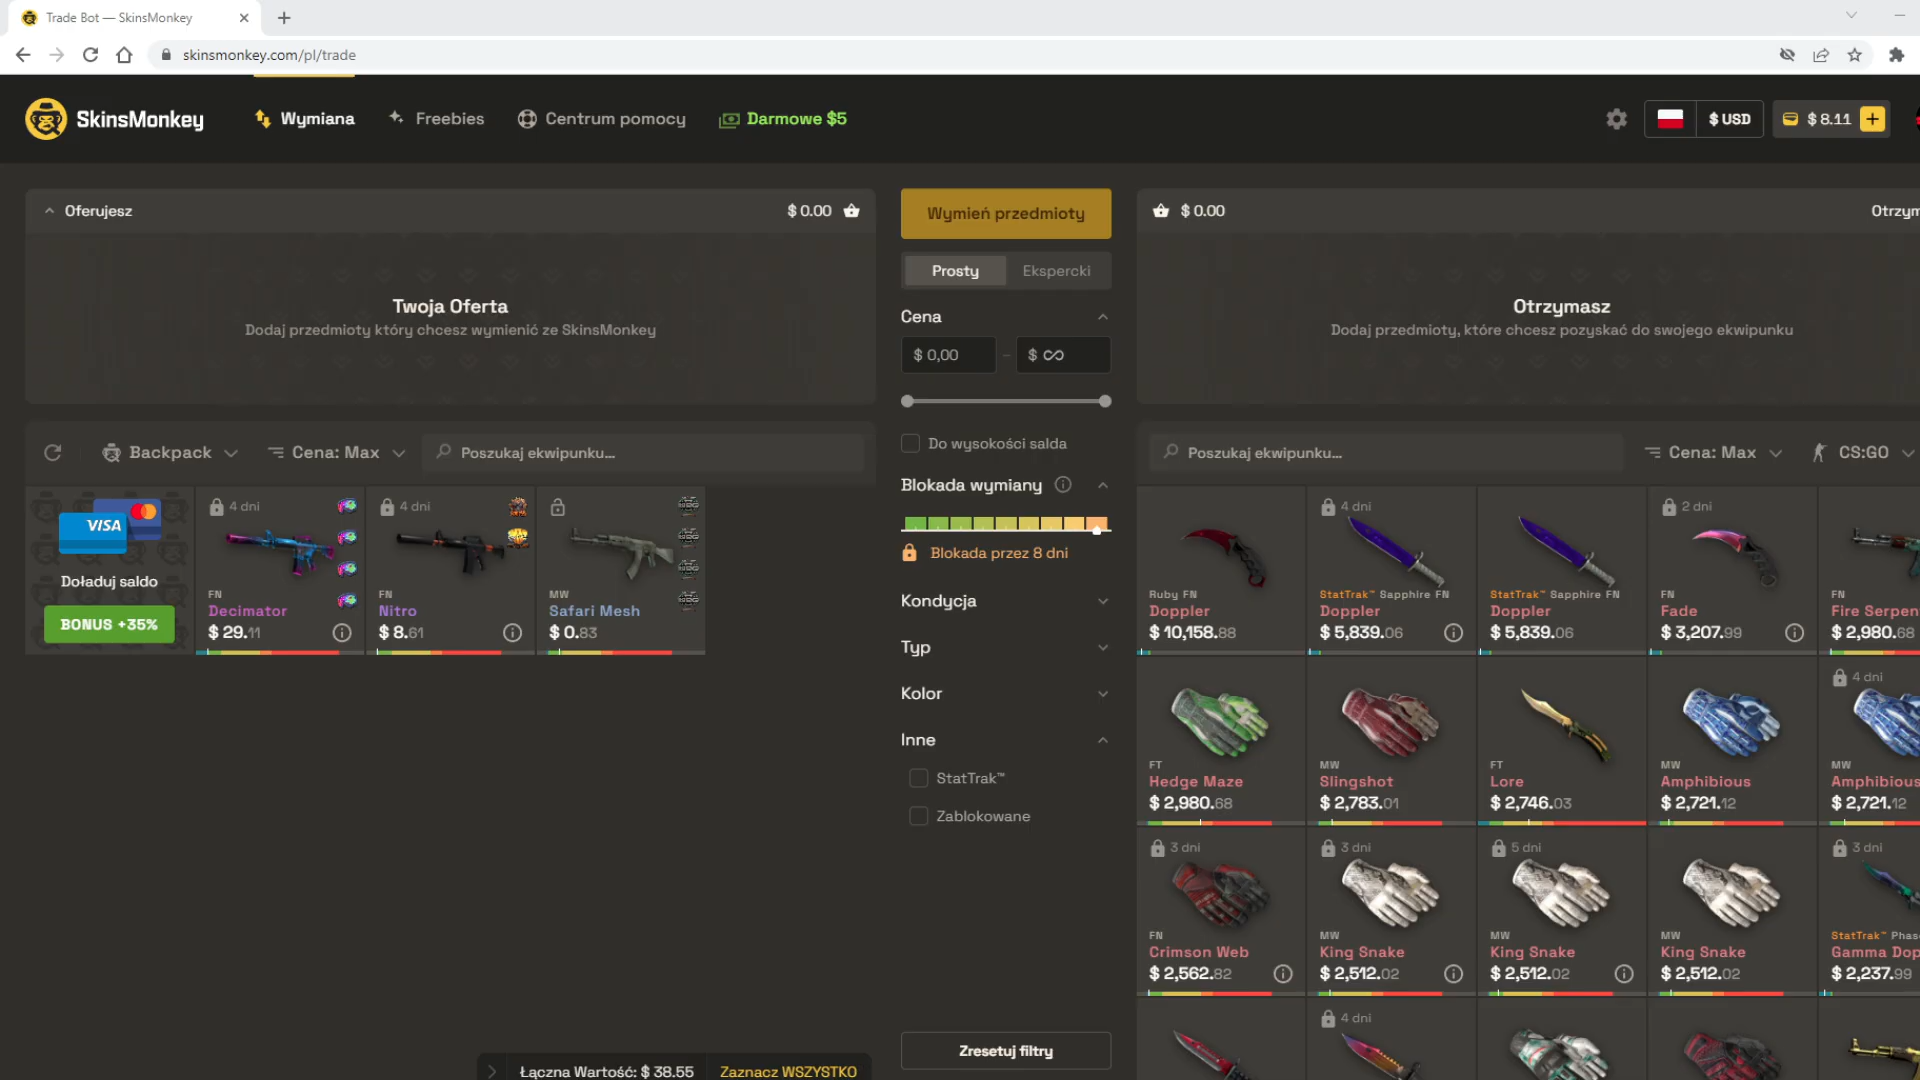 Trade Bot — SkinsMonkey
skinsmonkey.com/pl/trade
SkinsMonkey
Wymiana
Freebies
Centrum pomocy
Darmowe $5
$ USD
$ 8.11
Oferujesz
$ 0.00
Twoja Oferta
Dodaj przedmioty który chcesz wymienić ze SkinsMonkey
Backpack
Cena: Max
Poszukaj ekwipunku...
VISA
Doładuj saldo
BONUS +35%
4 dni
FN
Decimator
$ 29.11
4 dni
FN
Nitro
$ 8.61
MW
Safari Mesh
$ 0.83
Łączna Wartość: $ 38.55
Zaznacz WSZYSTKO
Wymień przedmioty
Prosty
Ekspercki
Cena
$ 0,00
–
$ ∞
Do wysokości salda
Blokada wymiany
Blokada przez 8 dni
Kondycja
Typ
Kolor
Inne
StatTrak™
Zablokowane
Zresetuj filtry
$ 0.00
Otrzym
Otrzymasz
Dodaj przedmioty, które chcesz pozyskać do swojego ekwipunku
Poszukaj ekwipunku...
Cena: Max
CS:GO
Ruby FN
Doppler
$ 10,158.88
4 dni
StatTrak™ Sapphire FN
Doppler
$ 5,839.06
StatTrak™ Sapphire FN
Doppler
$ 5,839.06
2 dni
FN
Fade
$ 3,207.99
FN
Fire Serpen
$ 2,980.68
FT
Hedge Maze
$ 2,980.68
MW
Slingshot
$ 2,783.01
FT
Lore
$ 2,746.03
MW
Amphibious
$ 2,721.12
4 dni
MW
Amphibious
$ 2,721.12
3 dni
FN
Crimson Web
$ 2,562.82
3 dni
MW
King Snake
$ 2,512.02
5 dni
MW
King Snake
$ 2,512.02
MW
King Snake
$ 2,512.02
3 dni
StatTrak™ Phas
Gamma Dop
$ 2,237.99
4 dni